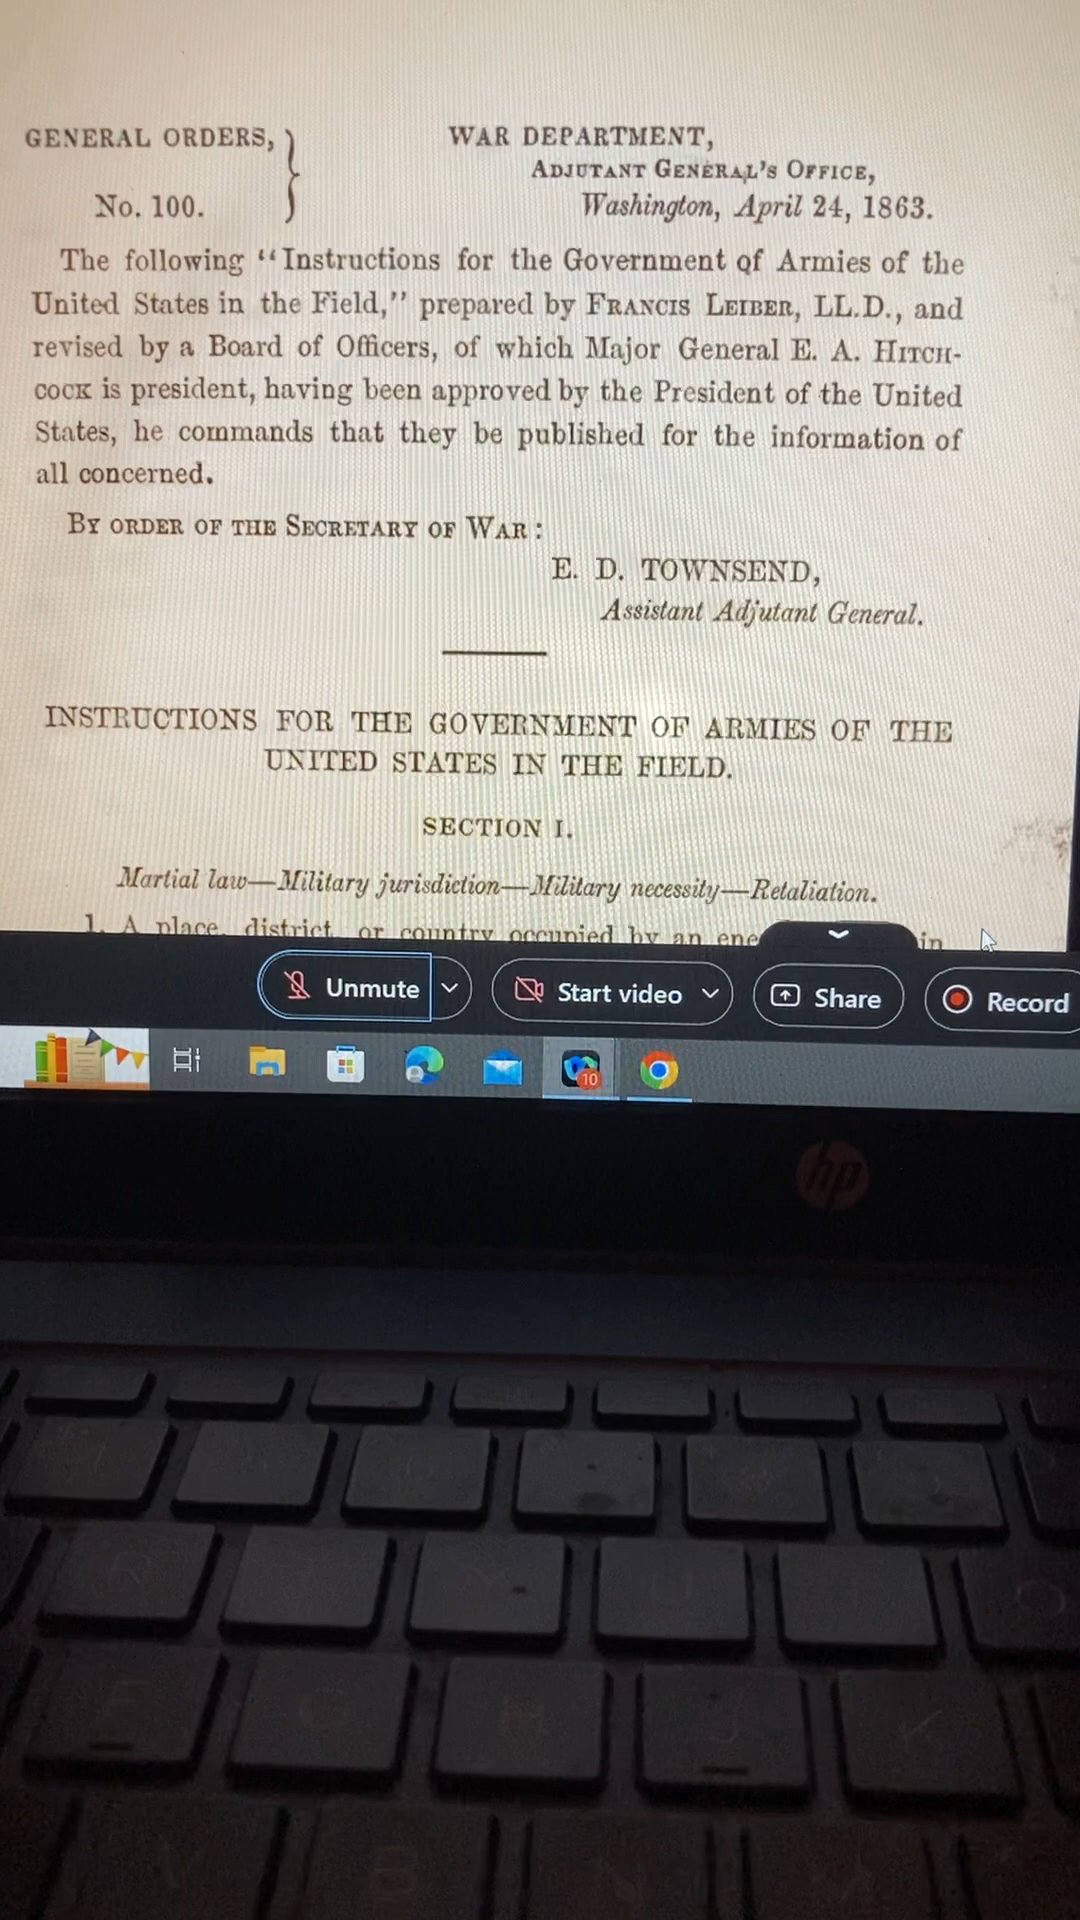 GENERAL ORDERS,
No. 100.
WAR DEPARTMENT,
ADJUTANT GENERAL'S OFFICE,
Washington, April 24, 1863.
The following “Instructions for the Government of Armies of the
United States in the Field,” prepared by FRANCIS LEIBER, LL.D., and
revised by a Board of Officers, of which Major General E. A. HITCH-
COCK is president, having been approved by the President of the United
States, he commands that they be published for the information of
all concerned.
BY ORDER OF THE SECRETARY OF WAR:
E. D. TOWNSEND,
Assistant Adjutant General.
INSTRUCTIONS FOR THE GOVERNMENT OF ARMIES OF THE
UNITED STATES IN THE FIELD.
SECTION I.
Martial law—Military jurisdiction—Military necessity—Retaliation.
1. A place, district, or country occupied by an ene in
Unmute Start video Share Record
10
hp